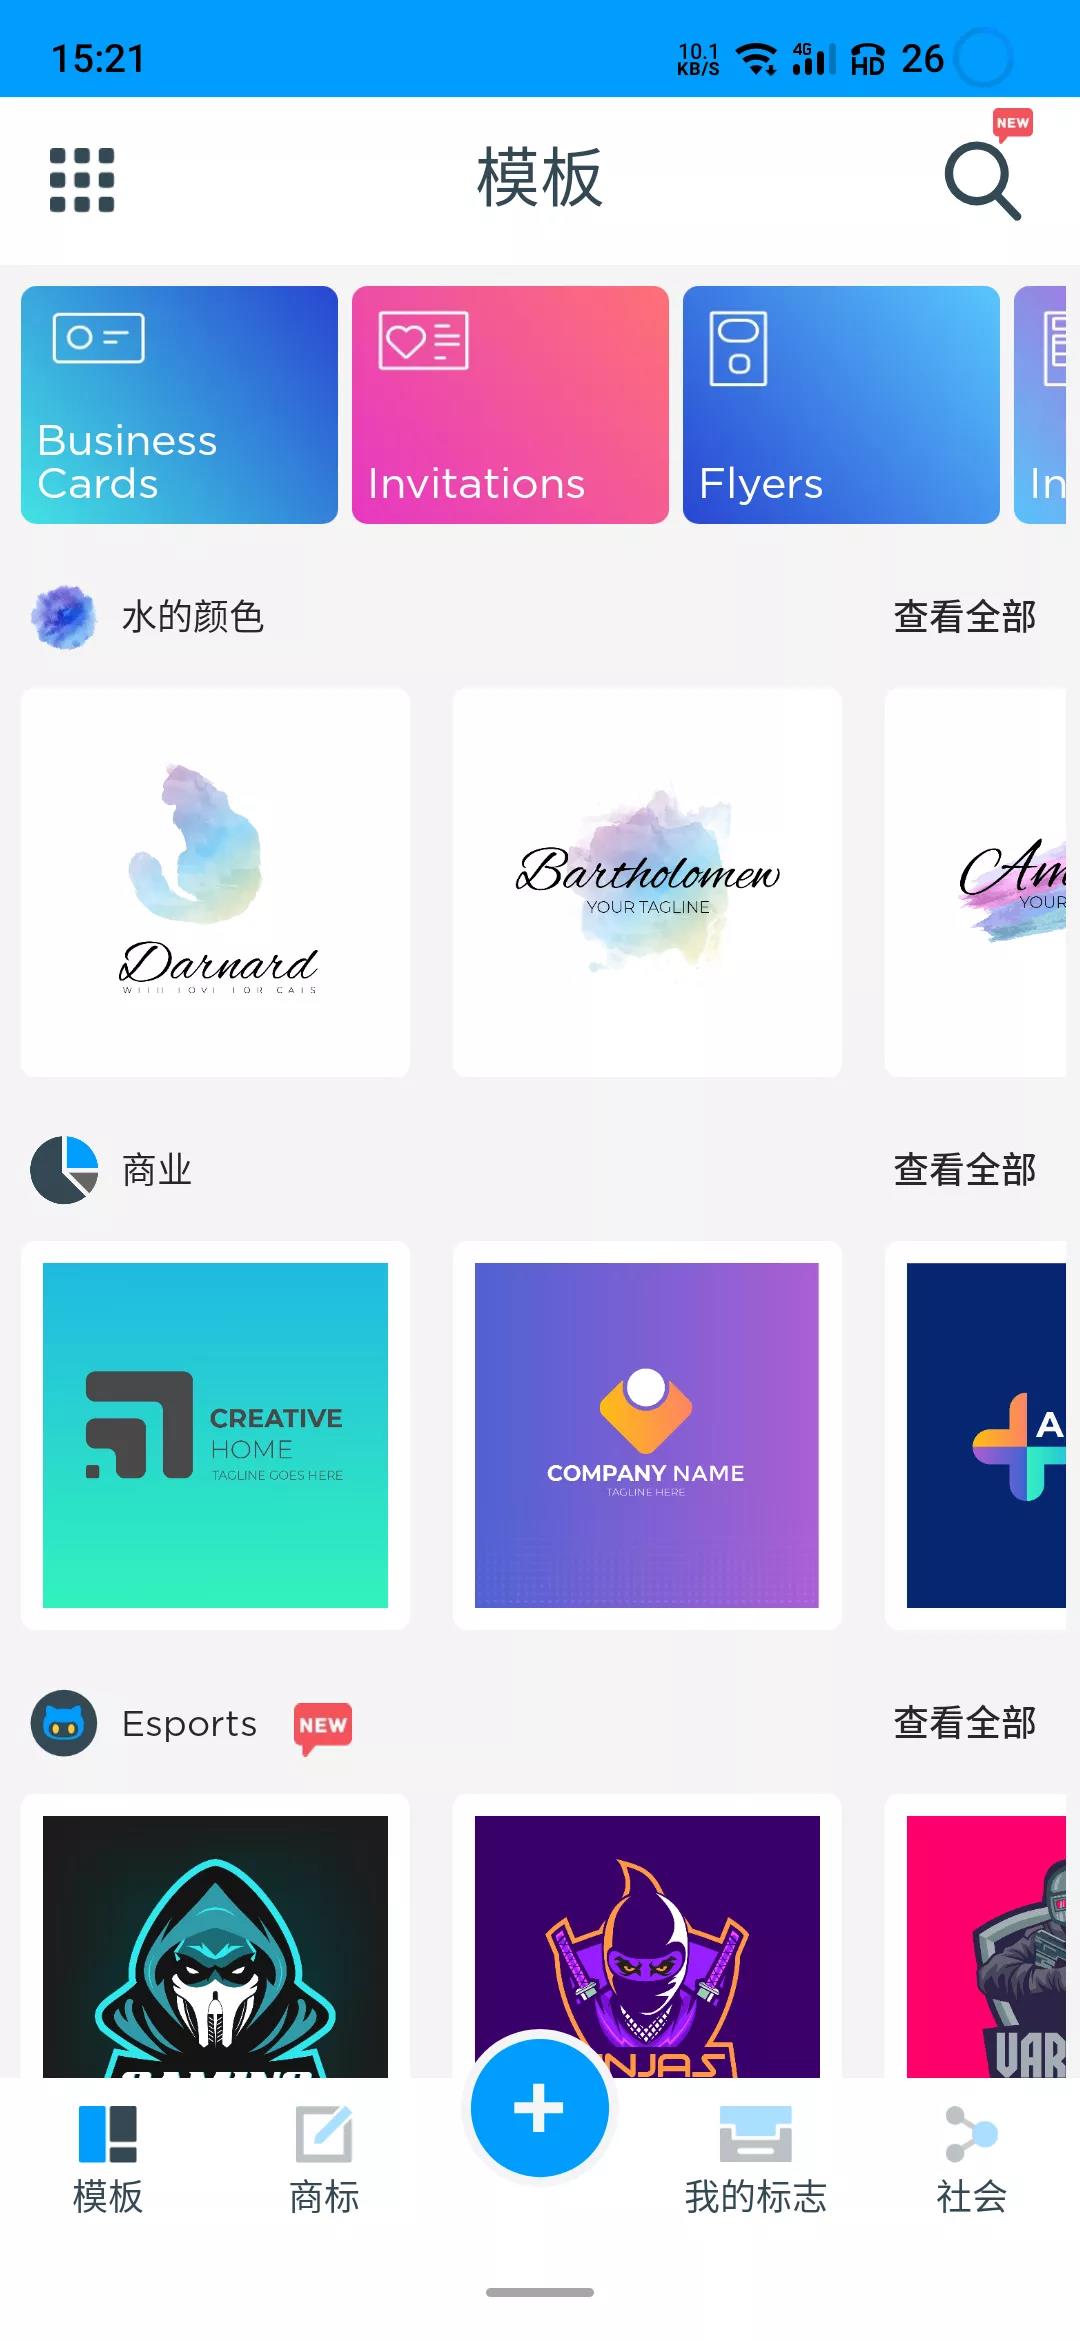 15:21
10.1
KB/S
4G
HD
26
NEW
模板
Business
Cards
Invitations
Flyers
In
水的颜色
查看全部
Darnard
WITH LOVE FOR CATS
Bartholomew
YOUR TAGLINE
Am
YOUR
商业
查看全部
CREATIVE
HOME
TAGLINE GOES HERE
COMPANY NAME
TAGLINE HERE
A
Esports
NEW
查看全部
GAMING
NJAS
VAR
模板
商标
我的标志
社会